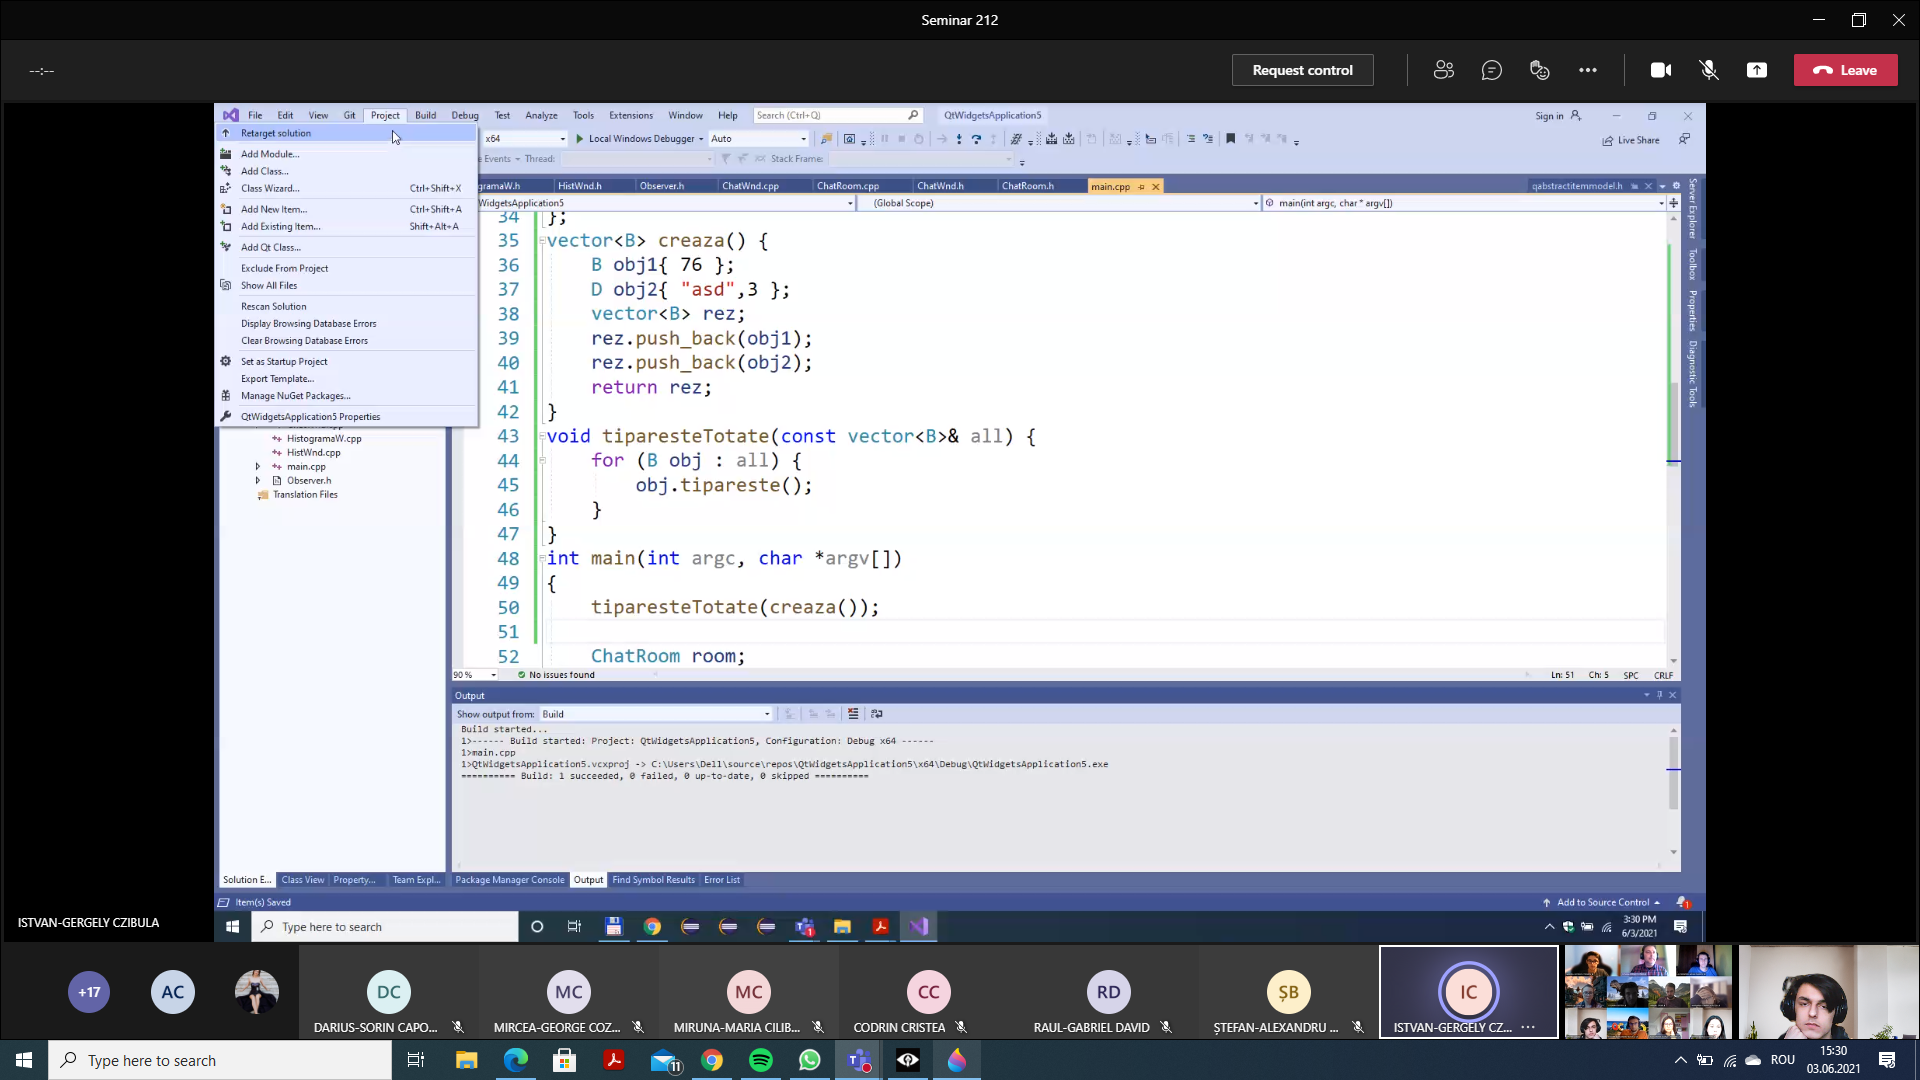 Seminar 212
--:--
Request control
Leave
File Edit View Git Project Build Debug Test Analyze Tools Extensions Window Help Search (Ctrl+Q) QtWidgetsApplication5 Sign in
Retarget solution
x64 Local Windows Debugger Auto Live Share
Events Thread: Stack Frame:
Add Module...
Add Class...
Class Wizard... Ctrl+Shift+X
Add New Item... Ctrl+Shift+A
Add Existing Item... Shift+Alt+A
Add Qt Class...
Exclude From Project
Show All Files
Rescan Solution
Display Browsing Database Errors
Clear Browsing Database Errors
Set as Startup Project
Export Template...
Manage NuGet Packages...
QtWidgetsApplication5 Properties
HistogramaW.cpp
HistWnd.cpp
main.cpp
Observer.h
Translation Files
gramaW.h HistWnd.h Observer.h ChatWnd.cpp ChatRoom.cpp ChatWnd.h ChatRoom.h main.cpp qabstractitemmodel.h
WidgetsApplication5 (Global Scope) main(int argc, char * argv[])
34 };
35 vector<B> creaza() {
36 B obj1{ 76 };
37 D obj2{ "asd",3 };
38 vector<B> rez;
39 rez.push_back(obj1);
40 rez.push_back(obj2);
41 return rez;
42 }
43 void tiparesteTotate(const vector<B>& all) {
44 for (B obj : all) {
45 obj.tipareste();
46 }
47 }
48 int main(int argc, char *argv[])
49 {
50 tiparesteTotate(creaza());
51
52 ChatRoom room;
90 % No issues found Ln: 51 Ch: 5 SPC CRLF
Server Explorer
Toolbox
Properties
Diagnostic Tools
Output
Show output from: Build
Build started...
1>------ Build started: Project: QtWidgetsApplication5, Configuration: Debug x64 ------
1>main.cpp
1>QtWidgetsApplication5.vcxproj -> C:\Users\Dell\source\repos\QtWidgetsApplication5\x64\Debug\QtWidgetsApplication5.exe
========== Build: 1 succeeded, 0 failed, 0 up-to-date, 0 skipped ==========
Solution E... Class View Property... Team Expl... Package Manager Console Output Find Symbol Results Error List
Item(s) Saved Add to Source Control 1
ISTVAN-GERGELY CZIBULA
Type here to search
3:30 PM
6/3/2021
+17 AC DC MC MC CC RD ŞB IC
DARIUS-SORIN CAPO... MIRCEA-GEORGE COZ... MIRUNA-MARIA CILIB... CODRIN CRISTEA RAUL-GABRIEL DAVID ŞTEFAN-ALEXANDRU ... ISTVAN-GERGELY CZ...
Type here to search
11
ROU
15:30
03.06.2021